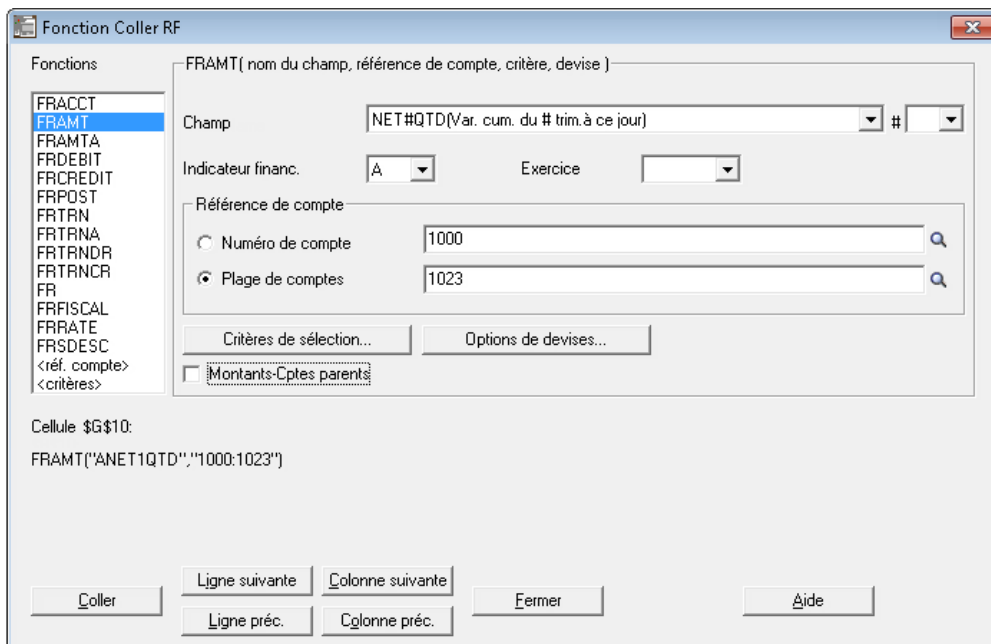 Fonction Coller RF
Fonctions
FRACCT
FRAMT
FRAMTA
FRDEBIT
FRCREDIT
FRPOST
FRTRN
FRTRNA
FRTRNDR
FRTRNCR
FR
FRFISCAL
FRRATE
FRSDESC
<réf. compte>
<critères>
FRAMT( nom du champ, référence de compte, critère, devise )
Champ NET#QTD(Var. cum. du # trim.à ce jour) #
Indicateur financ. A Exercice
Référence de compte
Numéro de compte 1000
Plage de comptes 1023
Critères de sélection... Options de devises...
Montants-Cptes parents
Cellule $G$10:
FRAMT("ANET1QTD","1000:1023")
Coller
Ligne suivante Colonne suivante
Ligne préc. Colonne préc.
Fermer
Aide